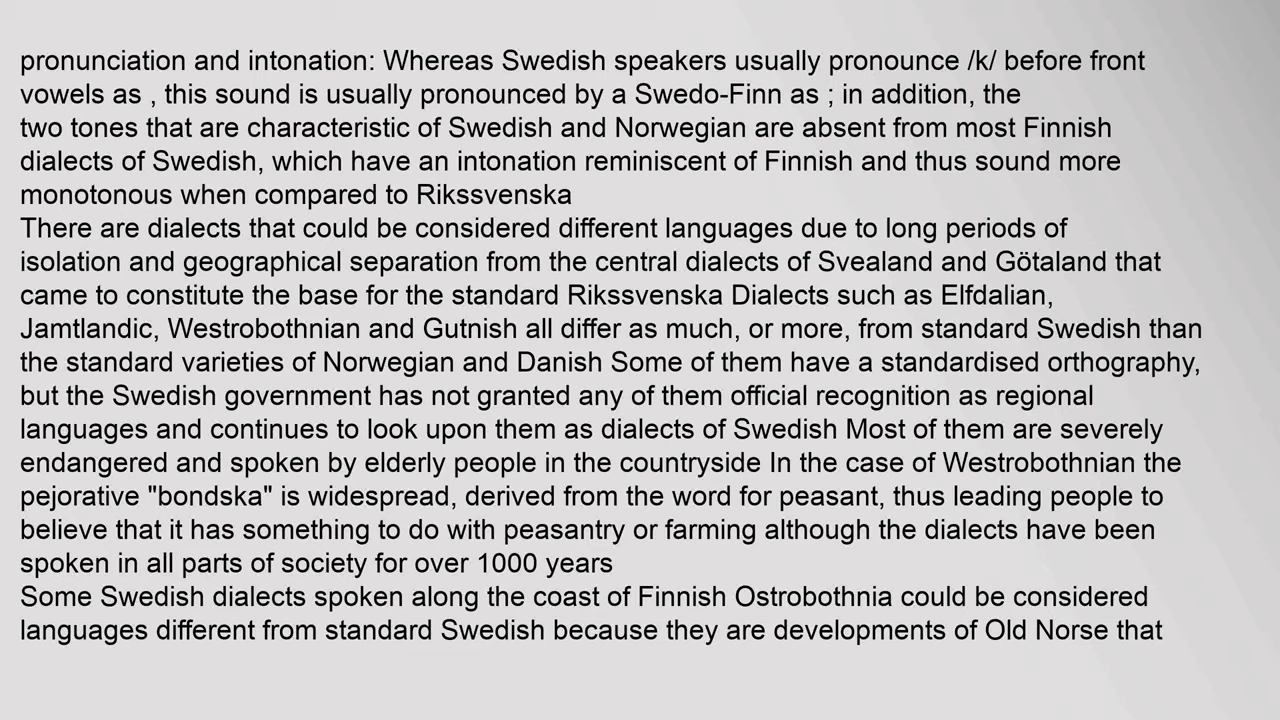 pronunciation and intonation: Whereas Swedish speakers usually pronounce /k/ before front
vowels as , this sound is usually pronounced by a Swedo-Finn as ; in addition, the
two tones that are characteristic of Swedish and Norwegian are absent from most Finnish
dialects of Swedish, which have an intonation reminiscent of Finnish and thus sound more
monotonous when compared to Rikssvenska
There are dialects that could be considered different languages due to long periods of
isolation and geographical separation from the central dialects of Svealand and Götaland that
came to constitute the base for the standard Rikssvenska Dialects such as Elfdalian,
Jamtlandic, Westrobothnian and Gutnish all differ as much, or more, from standard Swedish than
the standard varieties of Norwegian and Danish Some of them have a standardised orthography,
but the Swedish government has not granted any of them official recognition as regional
languages and continues to look upon them as dialects of Swedish Most of them are severely
endangered and spoken by elderly people in the countryside In the case of Westrobothnian the
pejorative "bondska" is widespread, derived from the word for peasant, thus leading people to
believe that it has something to do with peasantry or farming although the dialects have been
spoken in all parts of society for over 1000 years
Some Swedish dialects spoken along the coast of Finnish Ostrobothnia could be considered
languages different from standard Swedish because they are developments of Old Norse that